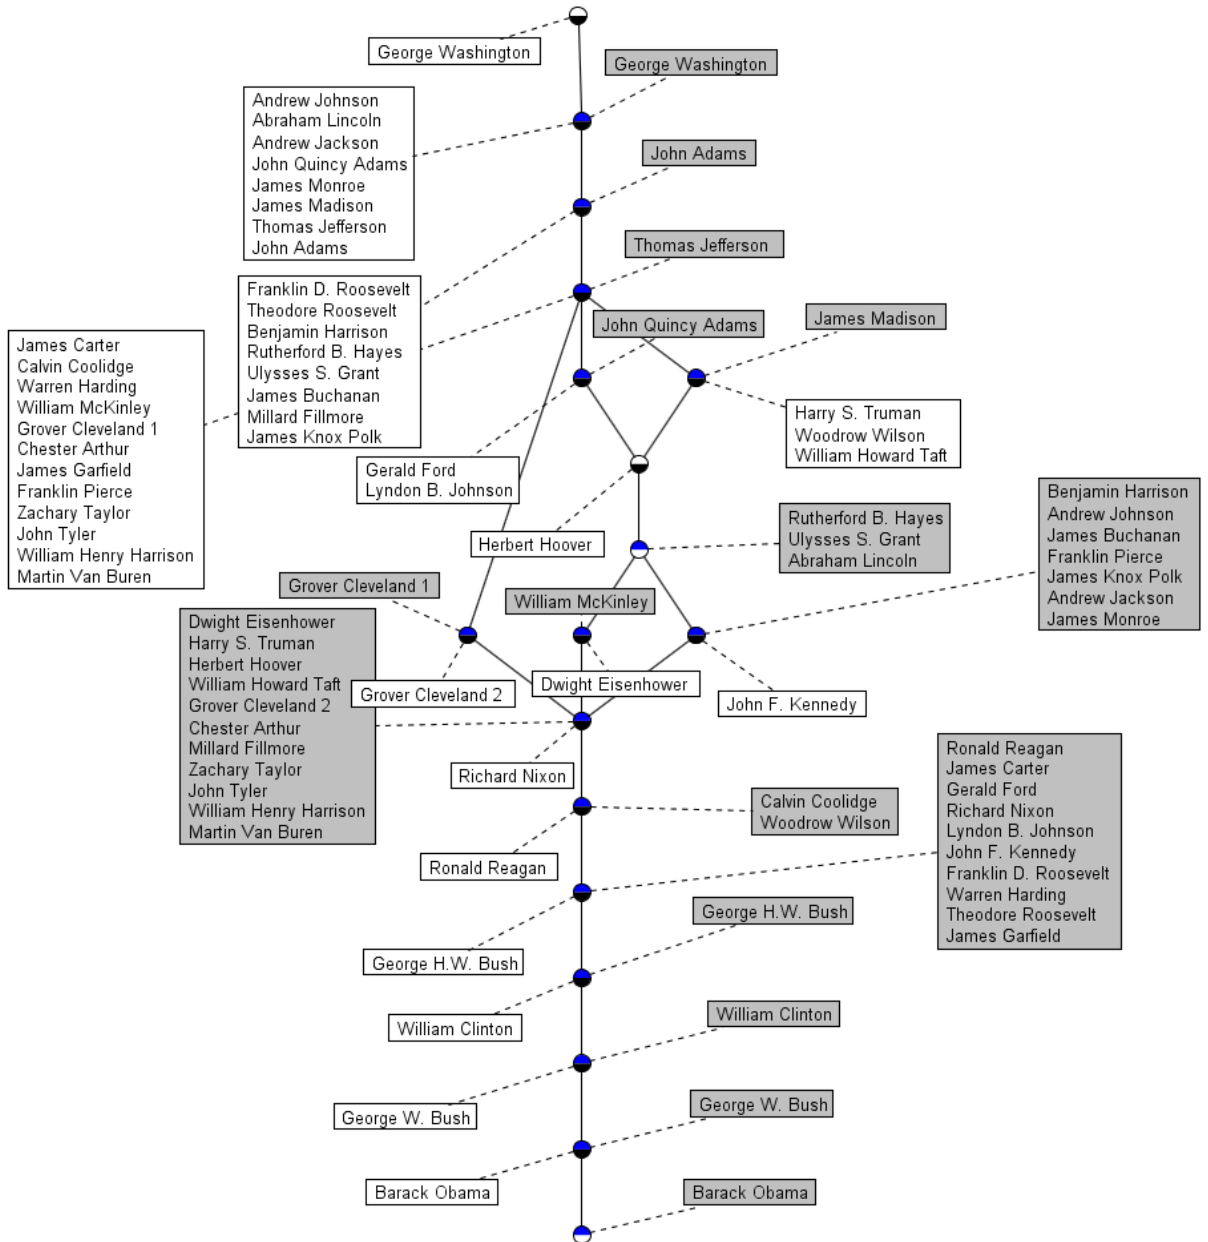 George Washington
George Washington
Andrew Johnson
Abraham Lincoln
Andrew Jackson
John Quincy Adams
James Monroe
James Madison
Thomas Jefferson
John Adams
John Adams
Thomas Jefferson
Franklin D. Roosevelt
Theodore Roosevelt
Benjamin Harrison
Rutherford B. Hayes
Ulysses S. Grant
James Buchanan
Millard Fillmore
James Knox Polk
John Quincy Adams
James Madison
James Carter
Calvin Coolidge
Warren Harding
William McKinley
Grover Cleveland 1
Chester Arthur
James Garfield
Franklin Pierce
Zachary Taylor
John Tyler
William Henry Harrison
Martin Van Buren
Harry S. Truman
Woodrow Wilson
William Howard Taft
Gerald Ford
Lyndon B. Johnson
Herbert Hoover
Rutherford B. Hayes
Ulysses S. Grant
Abraham Lincoln
Benjamin Harrison
Andrew Johnson
James Buchanan
Franklin Pierce
James Knox Polk
Andrew Jackson
James Monroe
Grover Cleveland 1
William McKinley
Dwight Eisenhower
Harry S. Truman
Herbert Hoover
William Howard Taft
Grover Cleveland 2
Chester Arthur
Millard Fillmore
Zachary Taylor
John Tyler
William Henry Harrison
Martin Van Buren
Grover Cleveland 2
Dwight Eisenhower
John F. Kennedy
Richard Nixon
Ronald Reagan
James Carter
Gerald Ford
Richard Nixon
Lyndon B. Johnson
John F. Kennedy
Franklin D. Roosevelt
Warren Harding
Theodore Roosevelt
James Garfield
Calvin Coolidge
Woodrow Wilson
Ronald Reagan
George H.W. Bush
George H.W. Bush
William Clinton
William Clinton
George W. Bush
George W. Bush
Barack Obama
Barack Obama